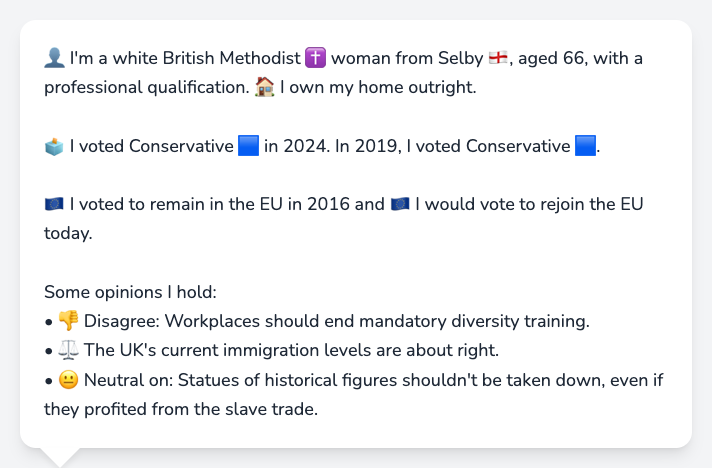 👤 I'm a white British Methodist ✝️ woman from Selby 🏴󠁧󠁢󠁥󠁮󠁧󠁿, aged 66, with a
professional qualification. 🏠 I own my home outright.
🗳️ I voted Conservative 🟦 in 2024. In 2019, I voted Conservative 🟦.
🇪🇺 I voted to remain in the EU in 2016 and 🇪🇺 I would vote to rejoin the EU
today.
Some opinions I hold:
• 👎 Disagree: Workplaces should end mandatory diversity training.
• ⚖️ The UK's current immigration levels are about right.
• 😐 Neutral on: Statues of historical figures shouldn't be taken down, even if
they profited from the slave trade.